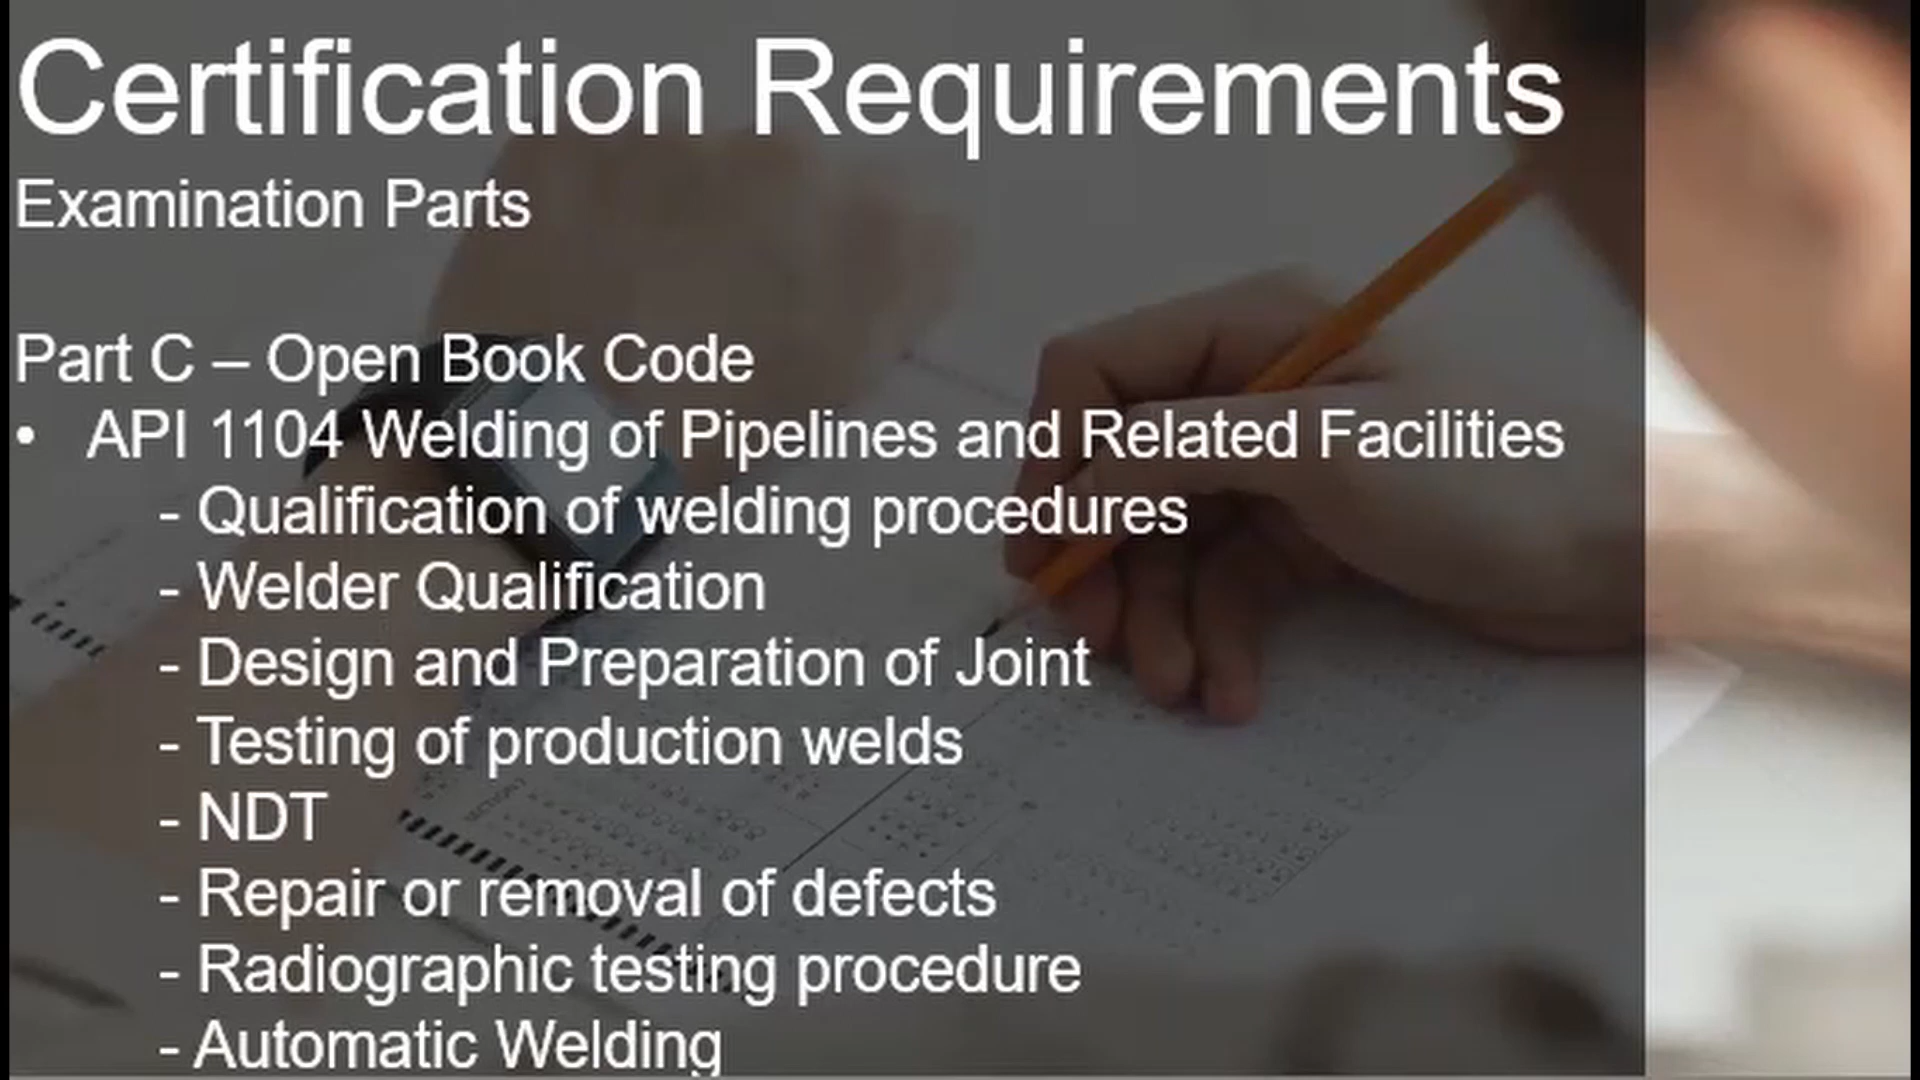 Certification Requirements
Examination Parts
Part C – Open Book Code
• API 1104 Welding of Pipelines and Related Facilities
- Qualification of welding procedures
- Welder Qualification
- Design and Preparation of Joint
- Testing of production welds
- NDT
- Repair or removal of defects
- Radiographic testing procedure
- Automatic Welding